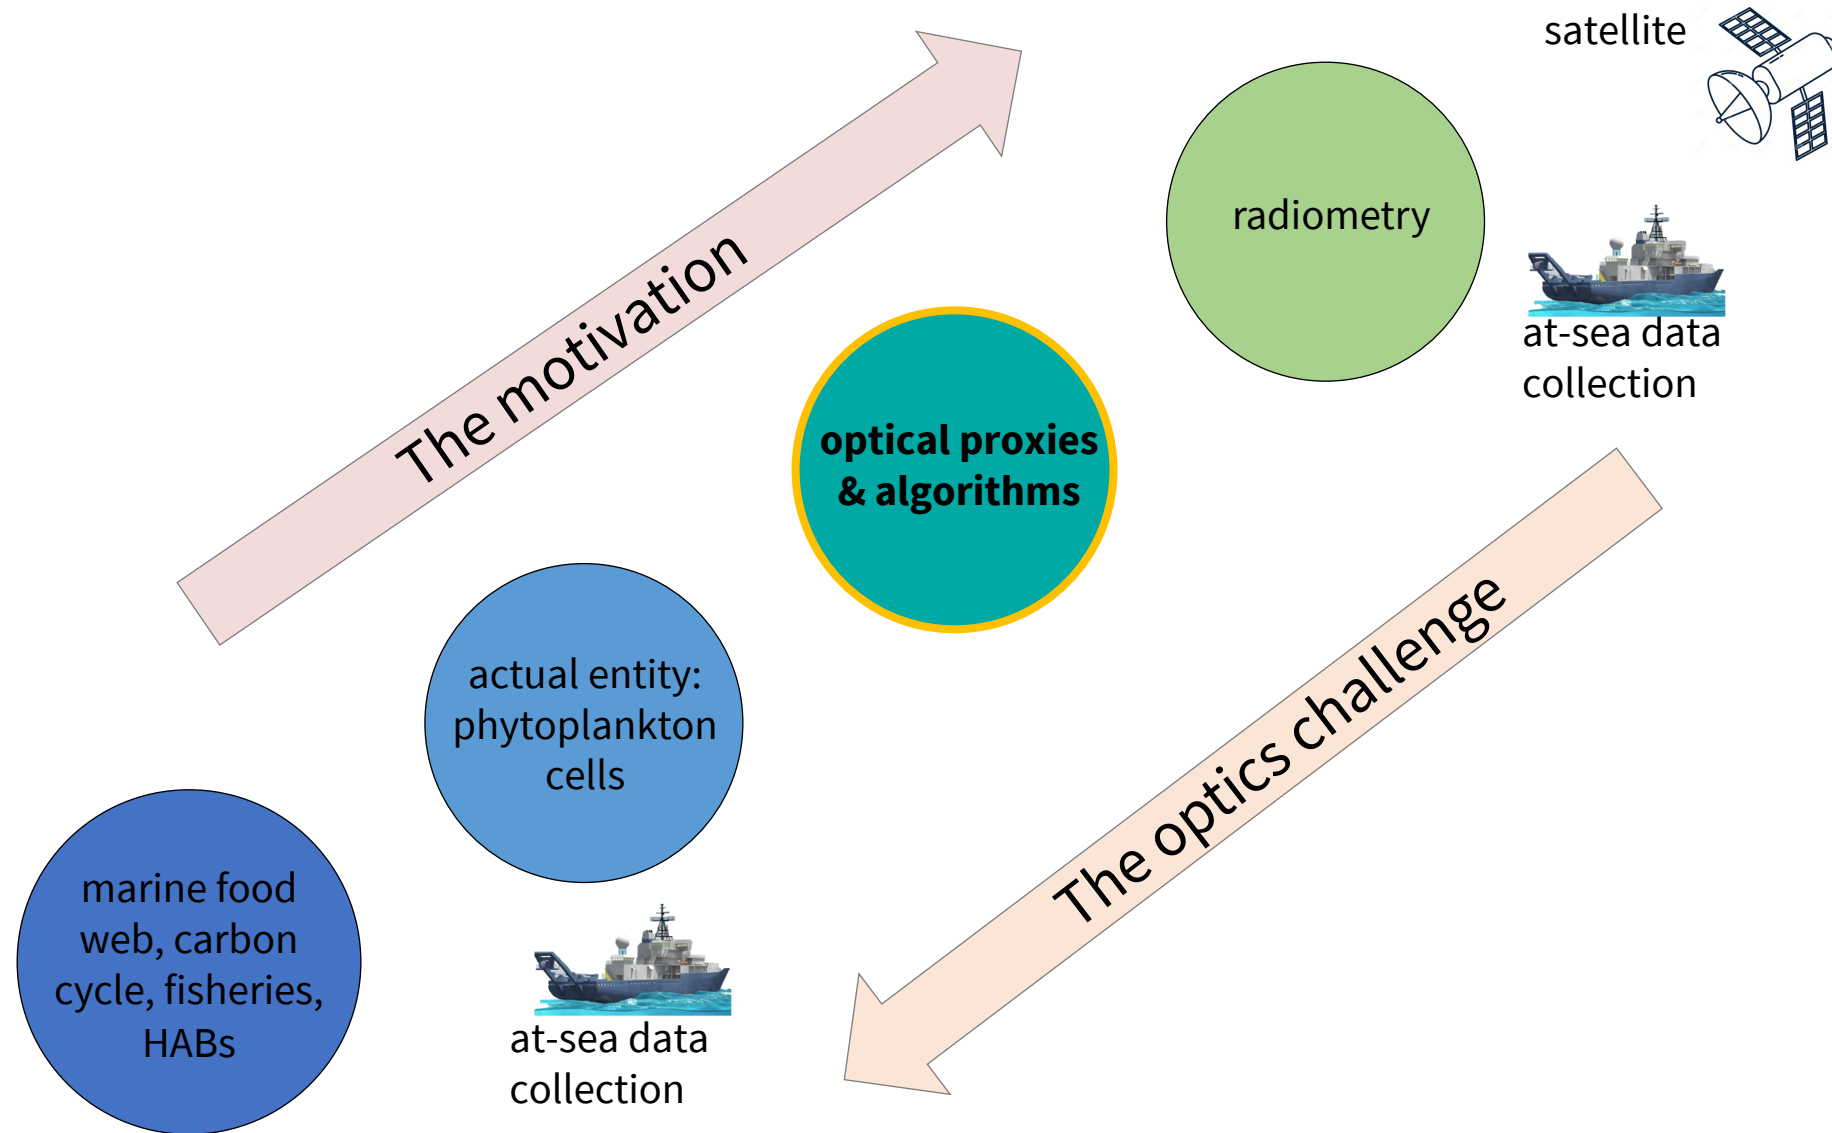 satellite
The motivation
radiometry
at-sea data
collection
optical proxies
& algorithms
The optics challenge
actual entity:
phytoplankton
cells
marine food
web, carbon
cycle, fisheries,
HABs
at-sea data
collection